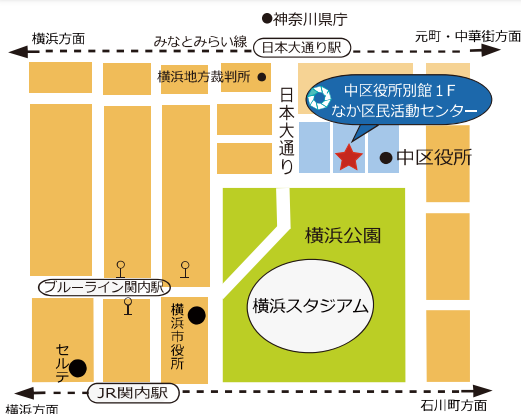 ●神奈川県庁
横浜方面
みなとみらい線
日本大通り駅
元町・中華街方面
横浜地方裁判所●
日本大通り
中区役所別館1F
なか区民活動センター
●中区役所
横浜公園
横浜スタジアム
ブルーライン関内駅
横浜市役所
セルテ
JR関内駅
横浜方面
石川町方面